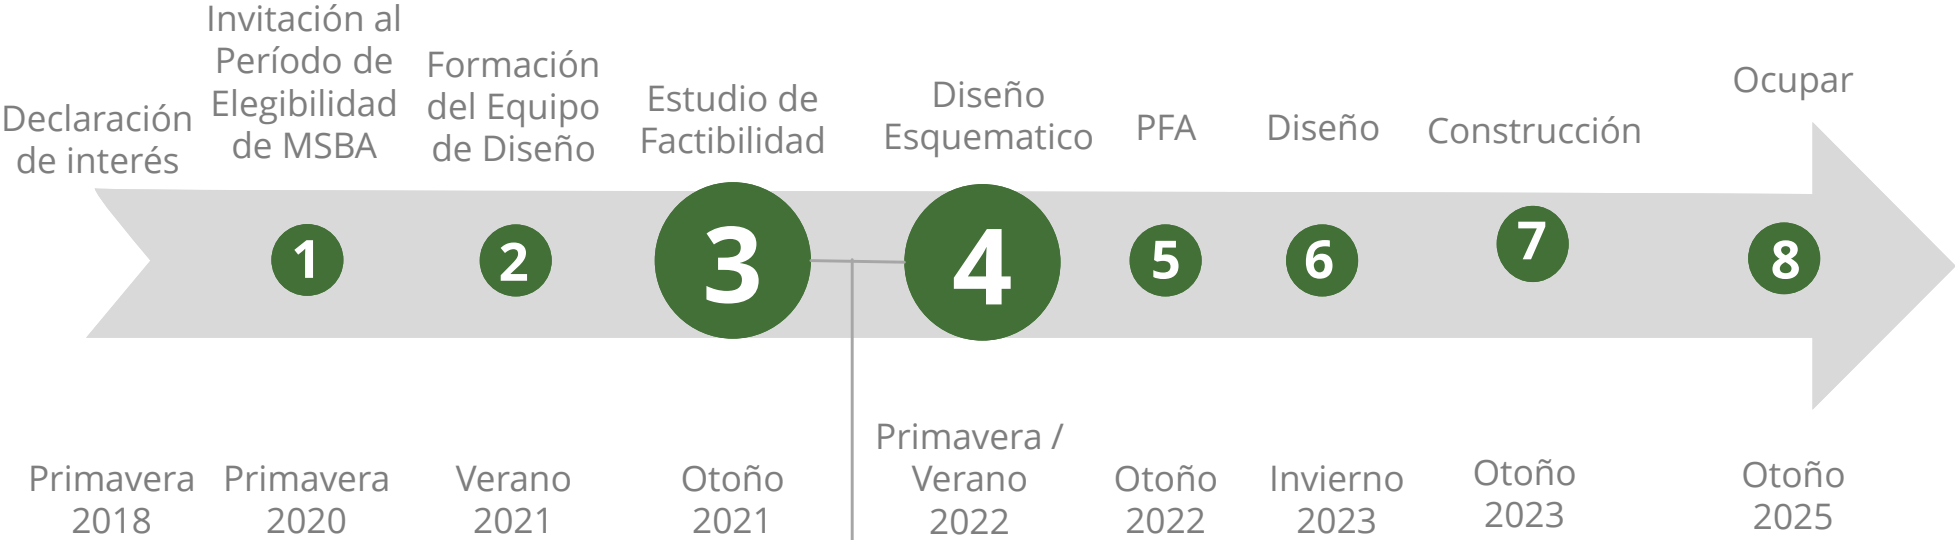 Declaración
de interés
Invitación al
Período de
Elegibilidad
de MSBA
Formación
del Equipo
de Diseño
Estudio de
Factibilidad
Diseño
Esquematico
PFA
Diseño
Construcción
Ocupar
1
2
3
4
5
6
7
8
Primavera
2018
Primavera
2020
Verano
2021
Otoño
2021
Primavera /
Verano
2022
Otoño
2022
Invierno
2023
Otoño
2023
Otoño
2025